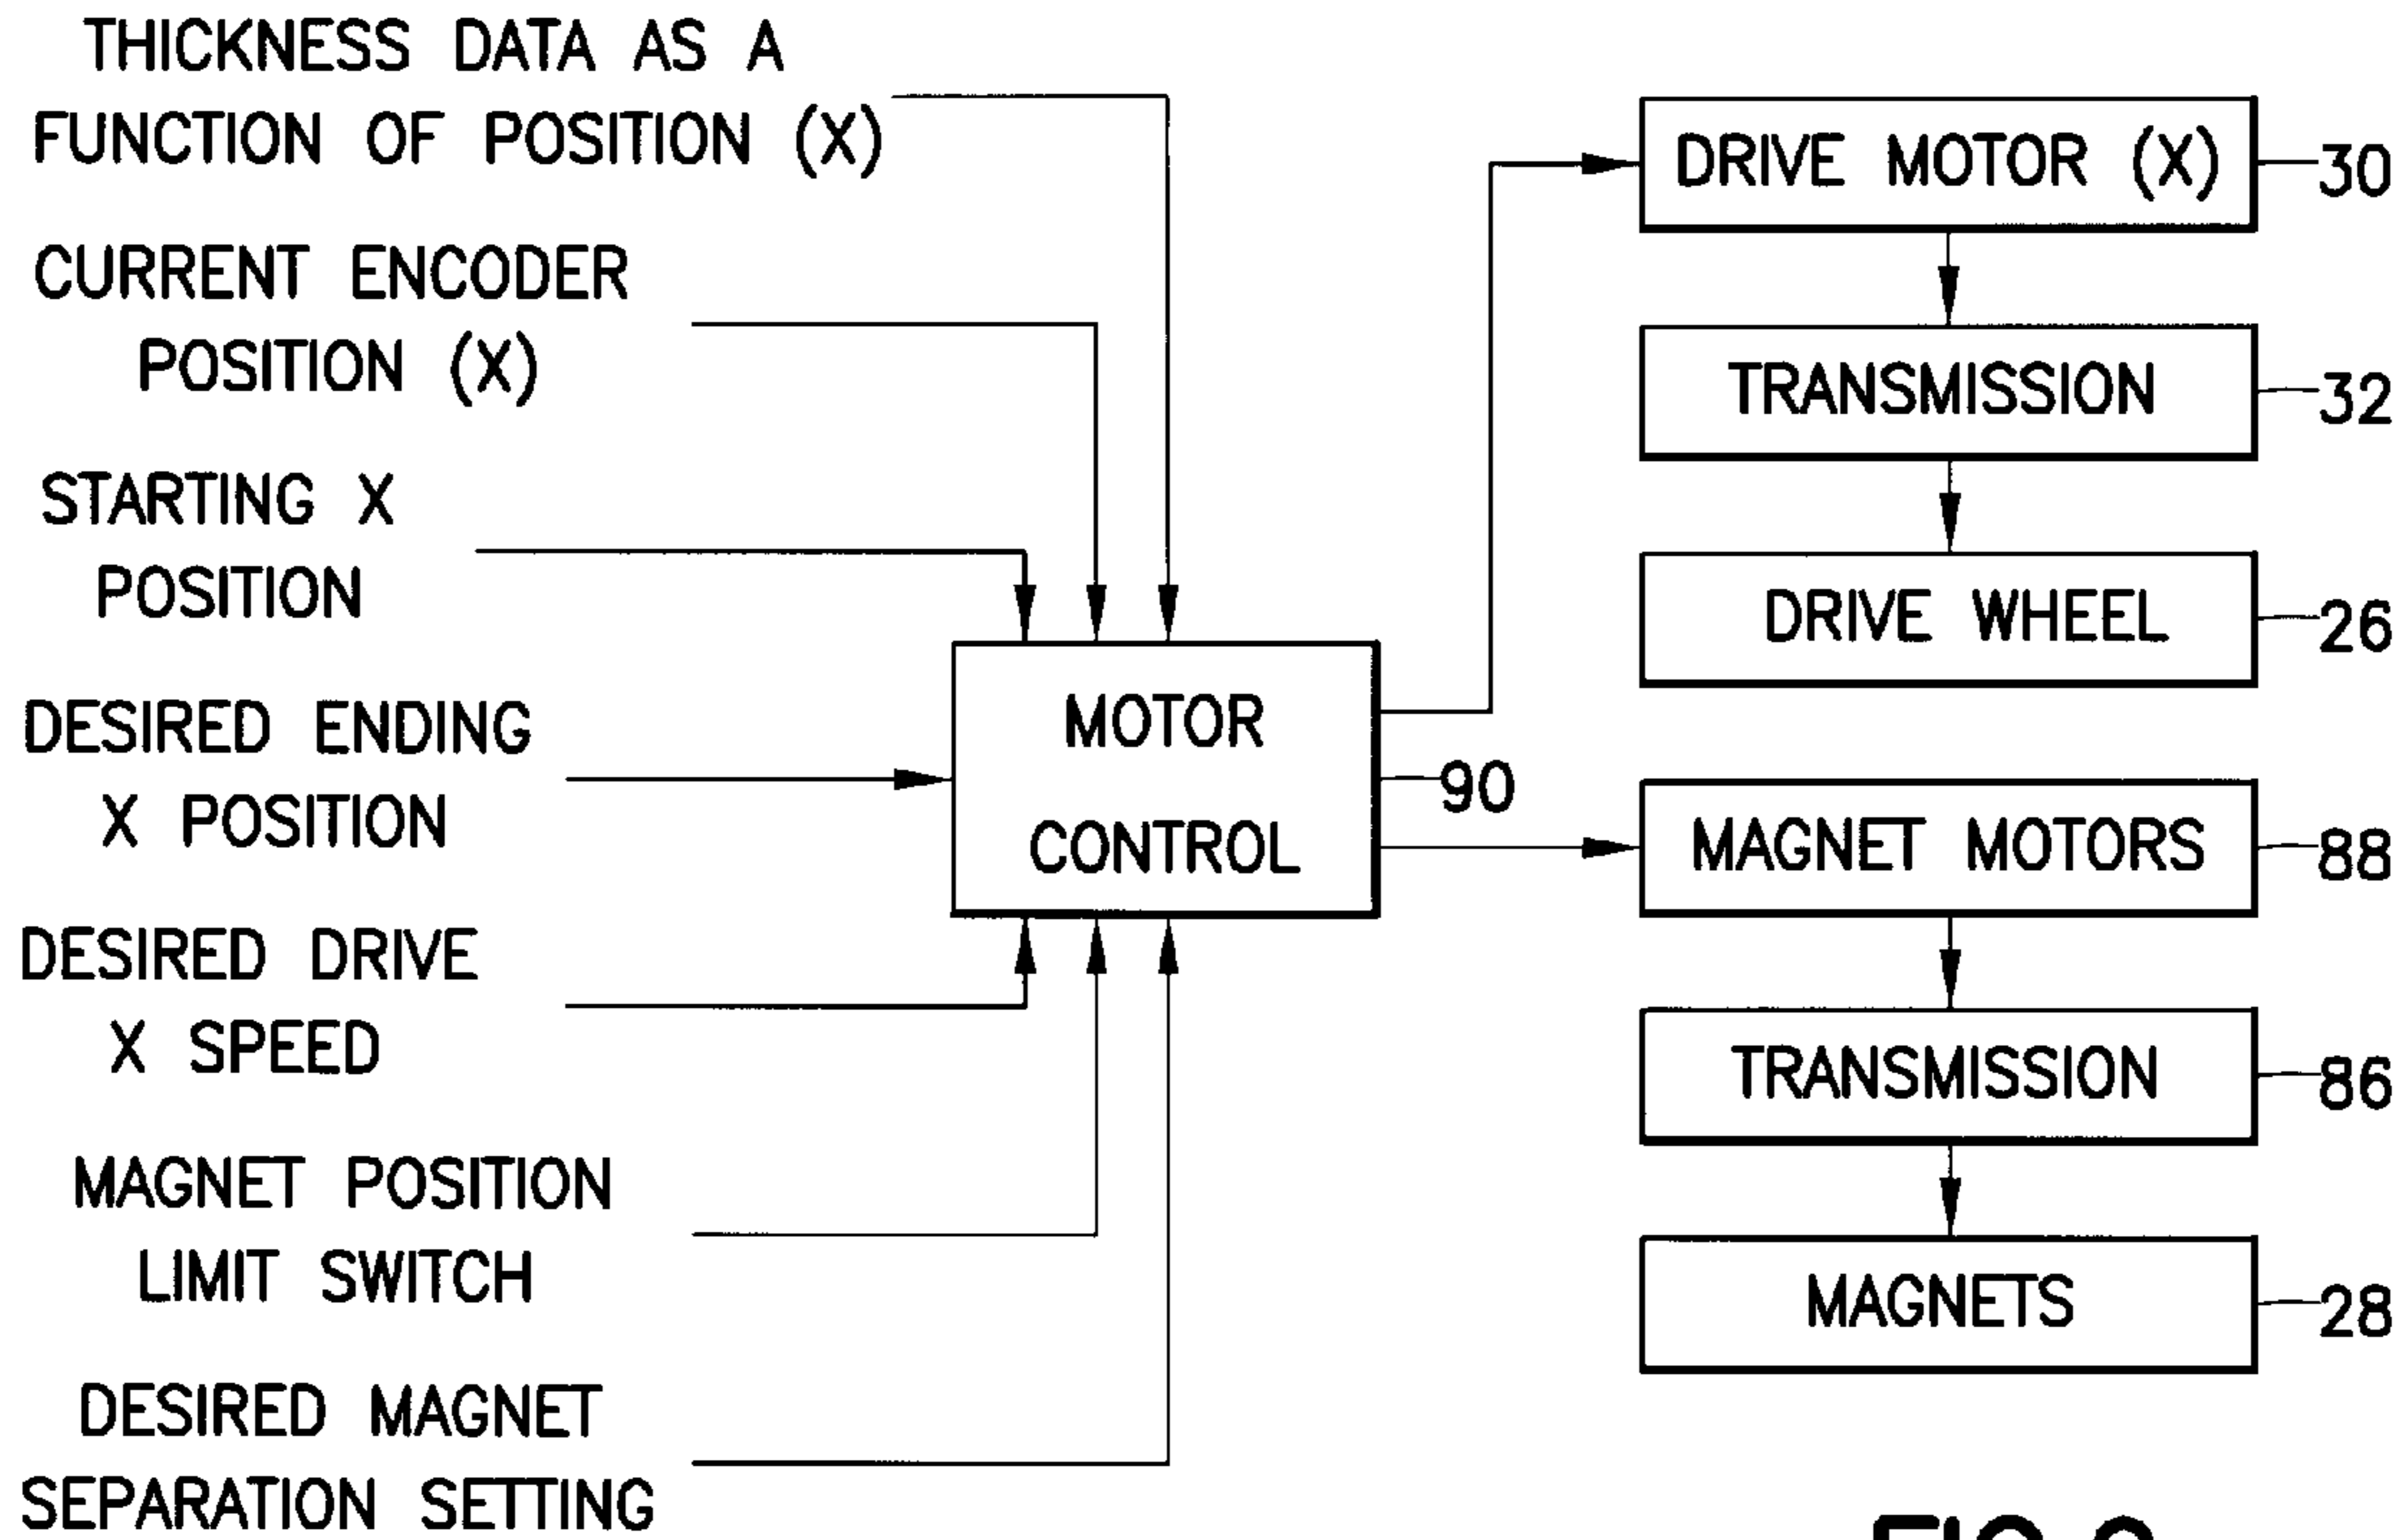 THICKNESS DATA AS A
FUNCTION OF POSITION (X)
CURRENT ENCODER
POSITION (X)
STARTING X
POSITION
DESIRED ENDING
X POSITION
DESIRED DRIVE
X SPEED
MAGNET POSITION
LIMIT SWITCH
DESIRED MAGNET
SEPARATION SETTING
MOTOR
CONTROL
90
DRIVE MOTOR (X)
30
TRANSMISSION
32
DRIVE WHEEL
26
MAGNET MOTORS
88
TRANSMISSION
86
MAGNETS
28